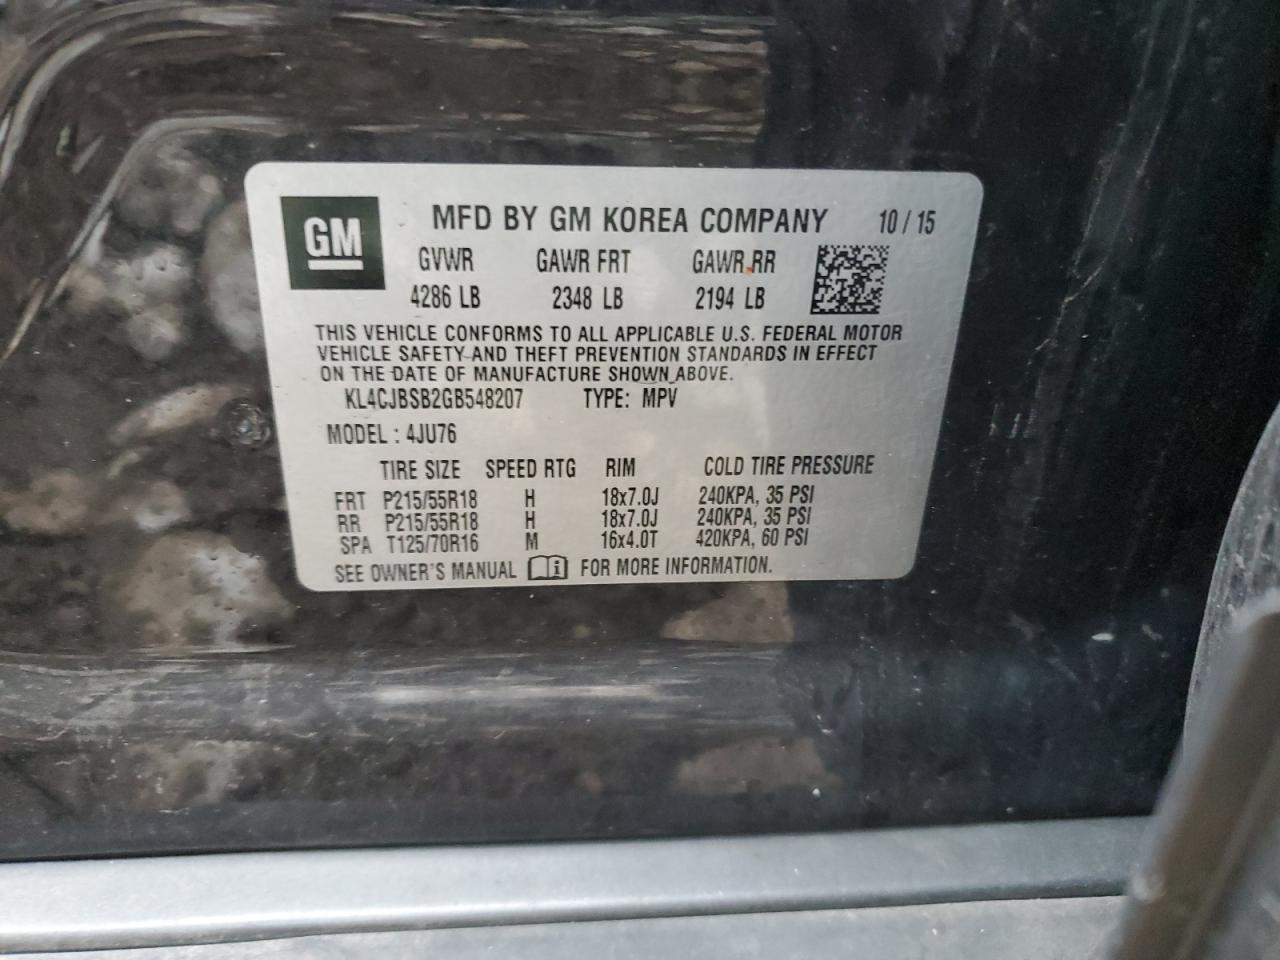 GM
MFD BY GM KOREA COMPANY 10 / 15
GVWR GAWR FRT GAWR RR
4286 LB 2348 LB 2194 LB
THIS VEHICLE CONFORMS TO ALL APPLICABLE U.S. FEDERAL MOTOR
VEHICLE SAFETY AND THEFT PREVENTION STANDARDS IN EFFECT
ON THE DATE OF MANUFACTURE SHOWN ABOVE.
KL4CJBSB2GB548207 TYPE: MPV
MODEL : 4JU76
TIRE SIZE SPEED RTG RIM COLD TIRE PRESSURE
FRT P215/55R18 H 18x7.0J 240KPA, 35 PSI
RR P215/55R18 H 18x7.0J 240KPA, 35 PSI
SPA T125/70R16 M 16x4.0T 420KPA, 60 PSI
SEE OWNER'S MANUAL i FOR MORE INFORMATION.